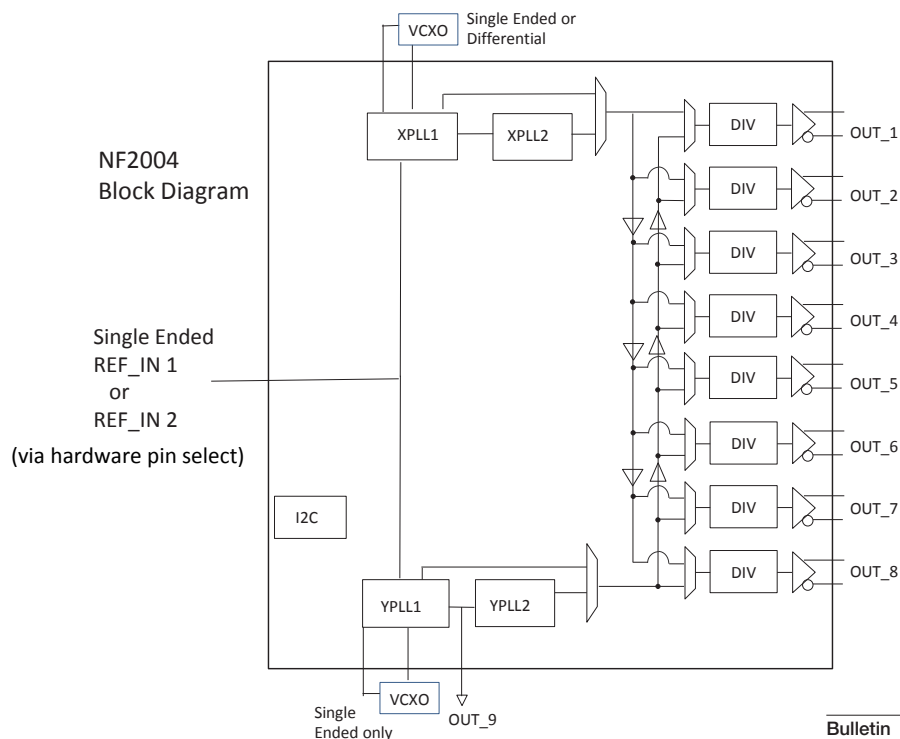 Single Ended or
Differential
VCXO
NF2004
Block Diagram
XPLL1
XPLL2
DIV
OUT_1
DIV
OUT_2
DIV
OUT_3
DIV
OUT_4
DIV
OUT_5
DIV
OUT_6
DIV
OUT_7
DIV
OUT_8
Single Ended
REF_IN 1
or
REF_IN 2
(via hardware pin select)
I2C
YPLL1
YPLL2
VCXO
Single
Ended only
OUT_9
Bulletin